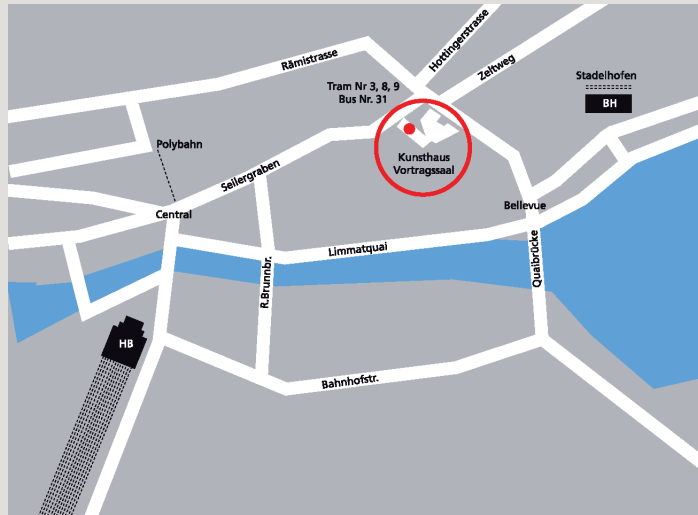 Hottingerstrasse
Rämistrasse
Zeltweg
Stadelhofen
BH
Tram Nr 3, 8, 9
Bus Nr. 31
Polybahn
Kunsthaus
Vortragssaal
Seilergraben
Bellevue
Central
Limmatquai
Quaibrücke
R.Brunnbr.
HB
Bahnhofstr.